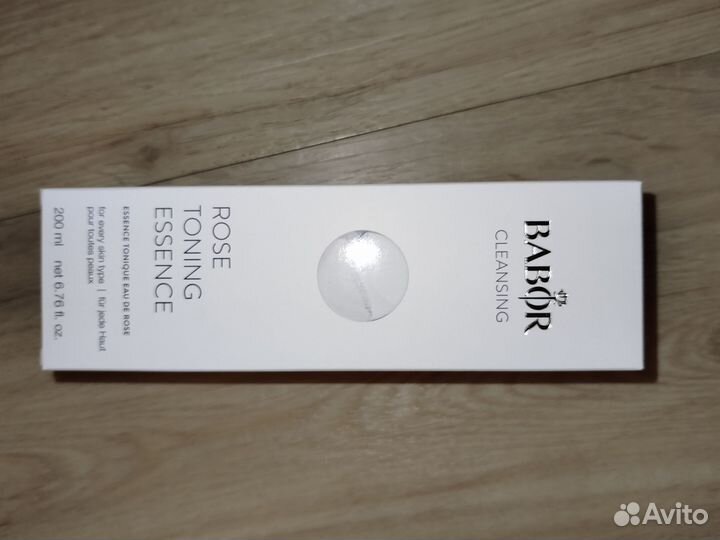 BABOR
CLEANSING
ROSE
TONING
ESSENCE
ESSENCE TONIQUE EAU DE ROSE
for every skin type | für jede Haut
pour toutes peaux
200 ml net 6.76 fl. oz.
Avito